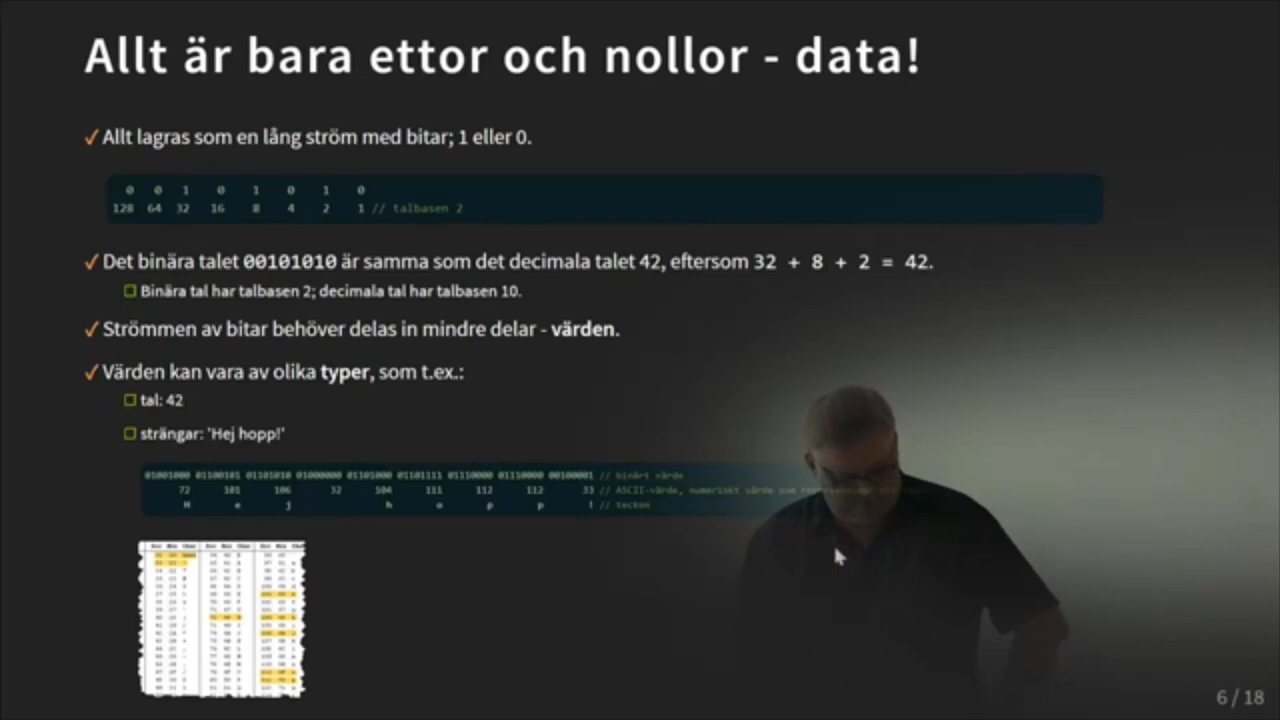 Allt är bara ettor och nollor - data!
✓ Allt lagras som en lång ström med bitar; 1 eller 0.
0 0 1 0 1 0 1 0
128 64 32 16 8 4 2 1 // talbasen 2
✓ Det binära talet 00101010 är samma som det decimala talet 42, eftersom 32 + 8 + 2 = 42.
Binära tal har talbasen 2; decimala tal har talbasen 10.
✓ Strömmen av bitar behöver delas in mindre delar - värden.
✓ Värden kan vara av olika typer, som t.ex.:
tal: 42
strängar: 'Hej hopp!'
01001000 01100101 01101010 01000000 01101000 01101111 01110000 01110000 00100001 // binärt värde
72 101 106 32 104 111 112 112 33 // ASCII-värde, numeriskt värde som
H e j h o p p ! // tecken
6 / 18